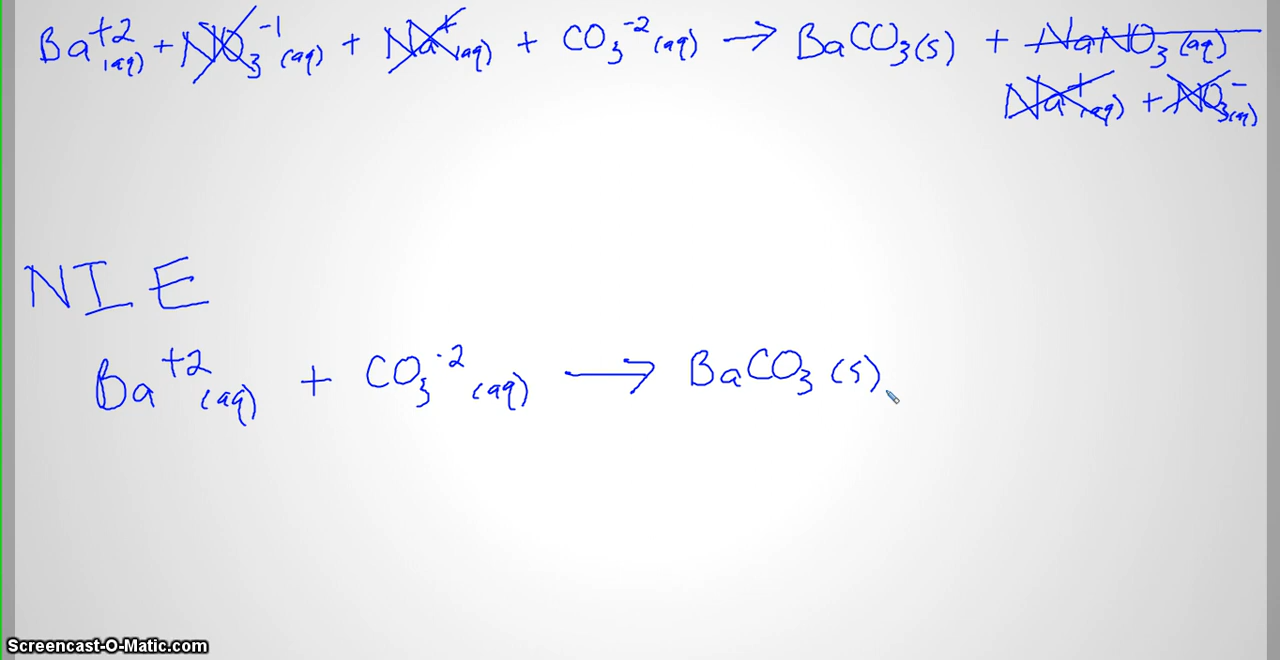 Ba⁺²(aq) + NO₃⁻¹(aq) + Na⁺(aq) + CO₃⁻²(aq) → BaCO₃(s) + NaNO₃(aq)
Na⁺(aq) + NO₃⁻(aq)
NIE
Ba⁺²(aq) + CO₃⁻²(aq) → BaCO₃(s)
Screencast-O-Matic.com